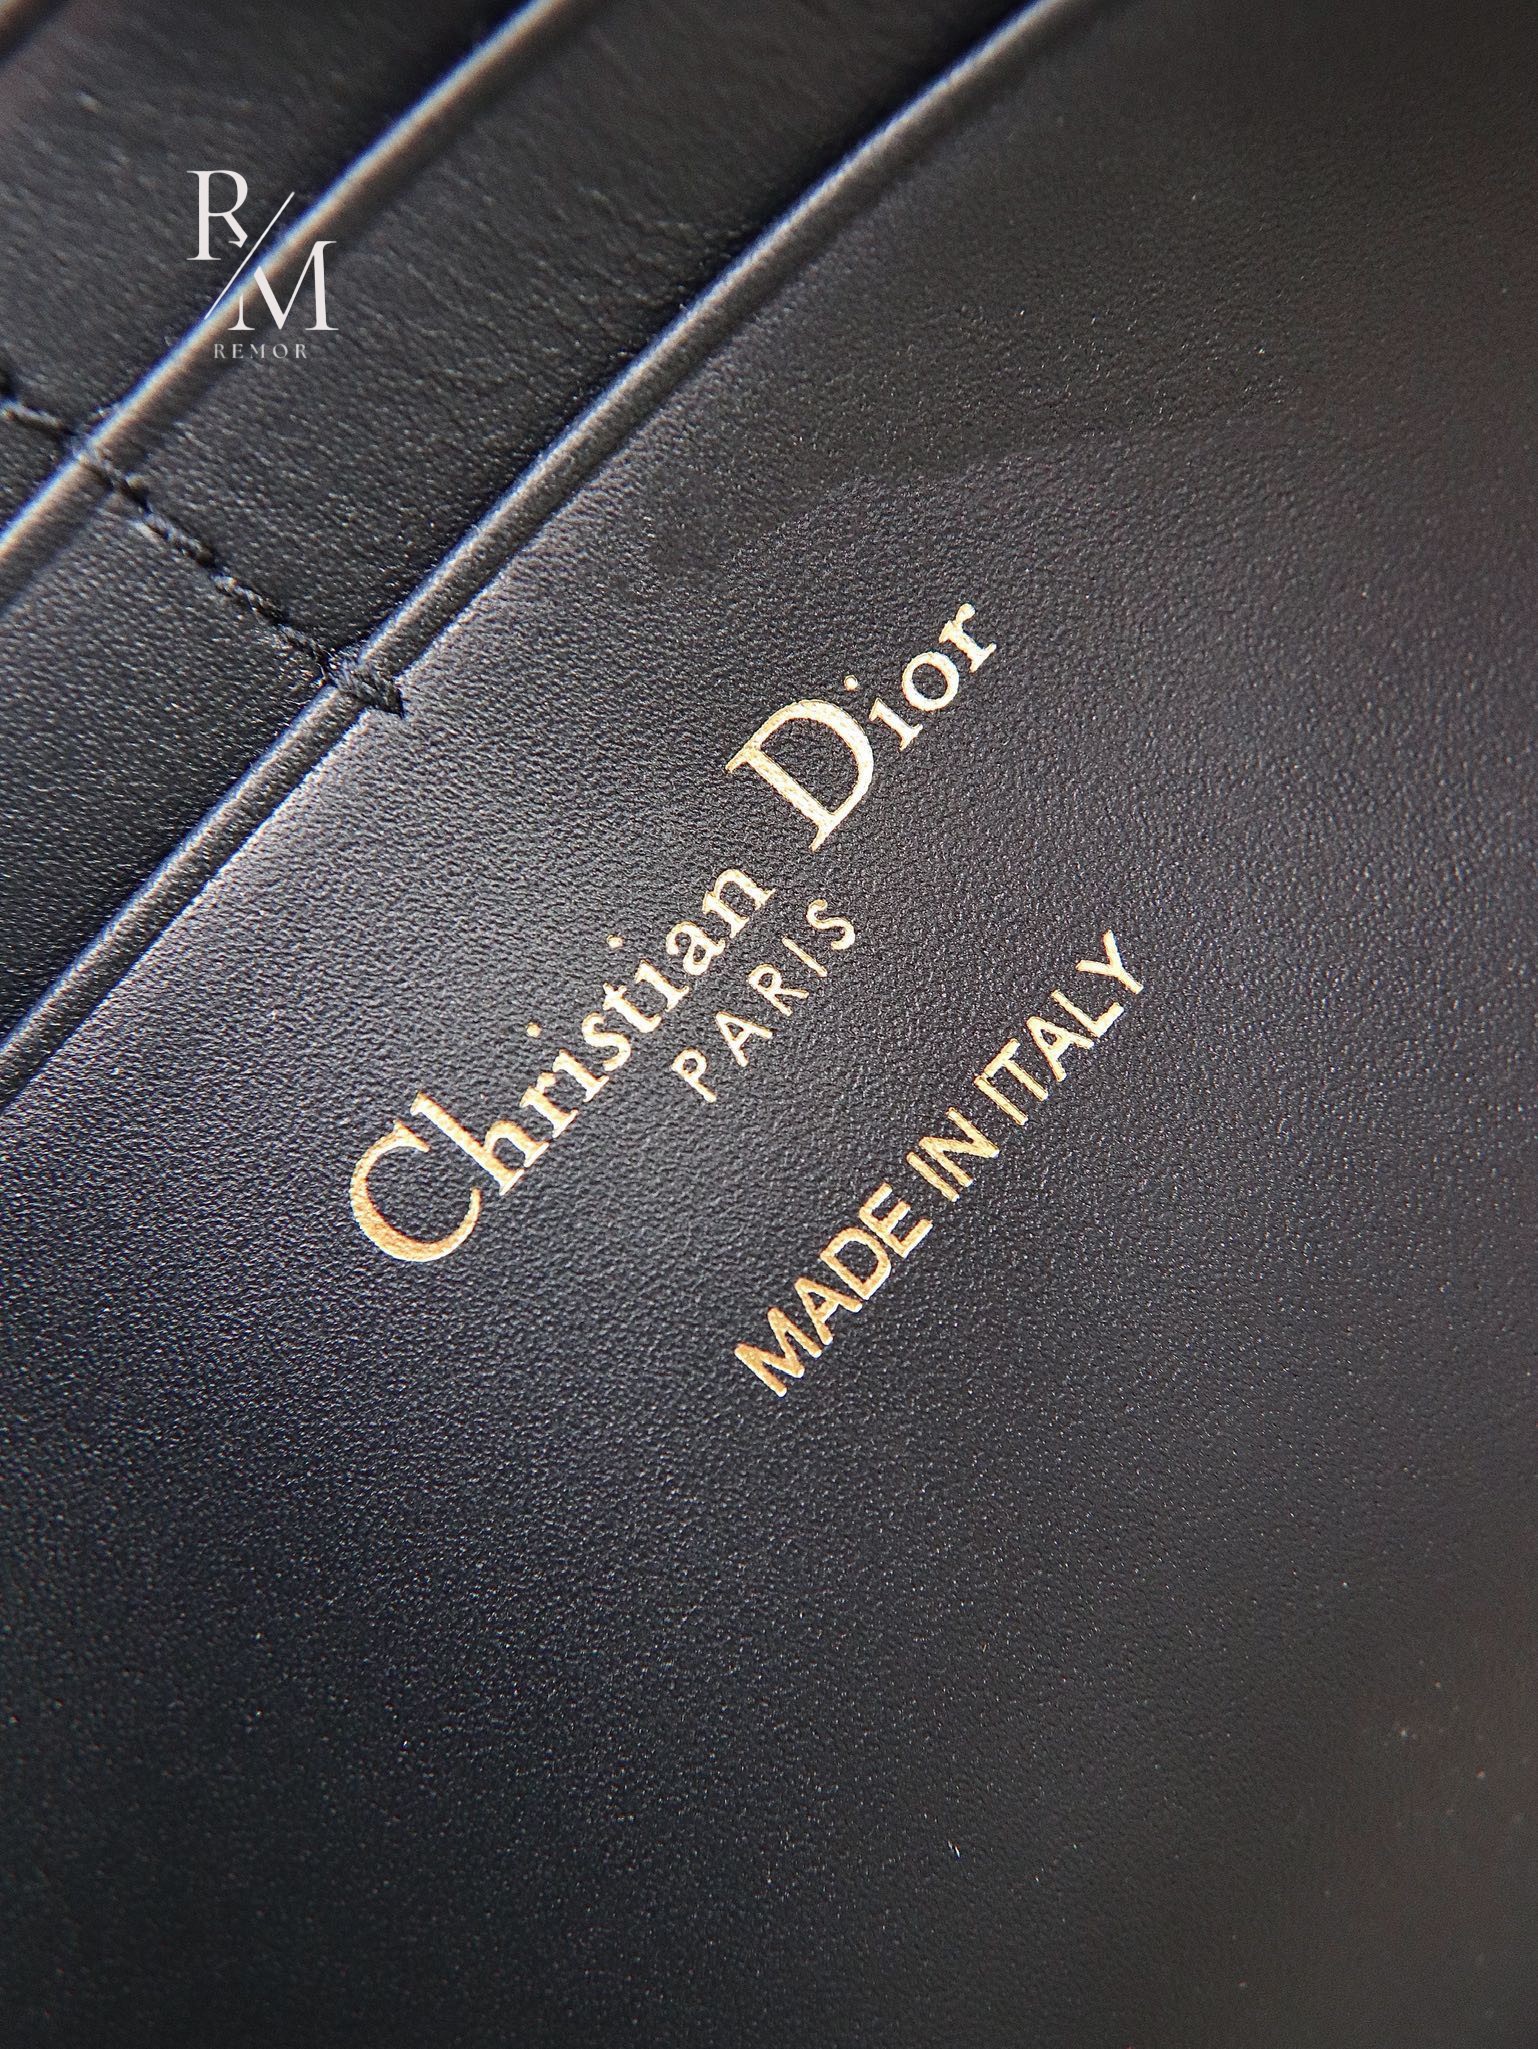 R/M
REMOR
Christian Dior
PARIS
MADE IN ITALY